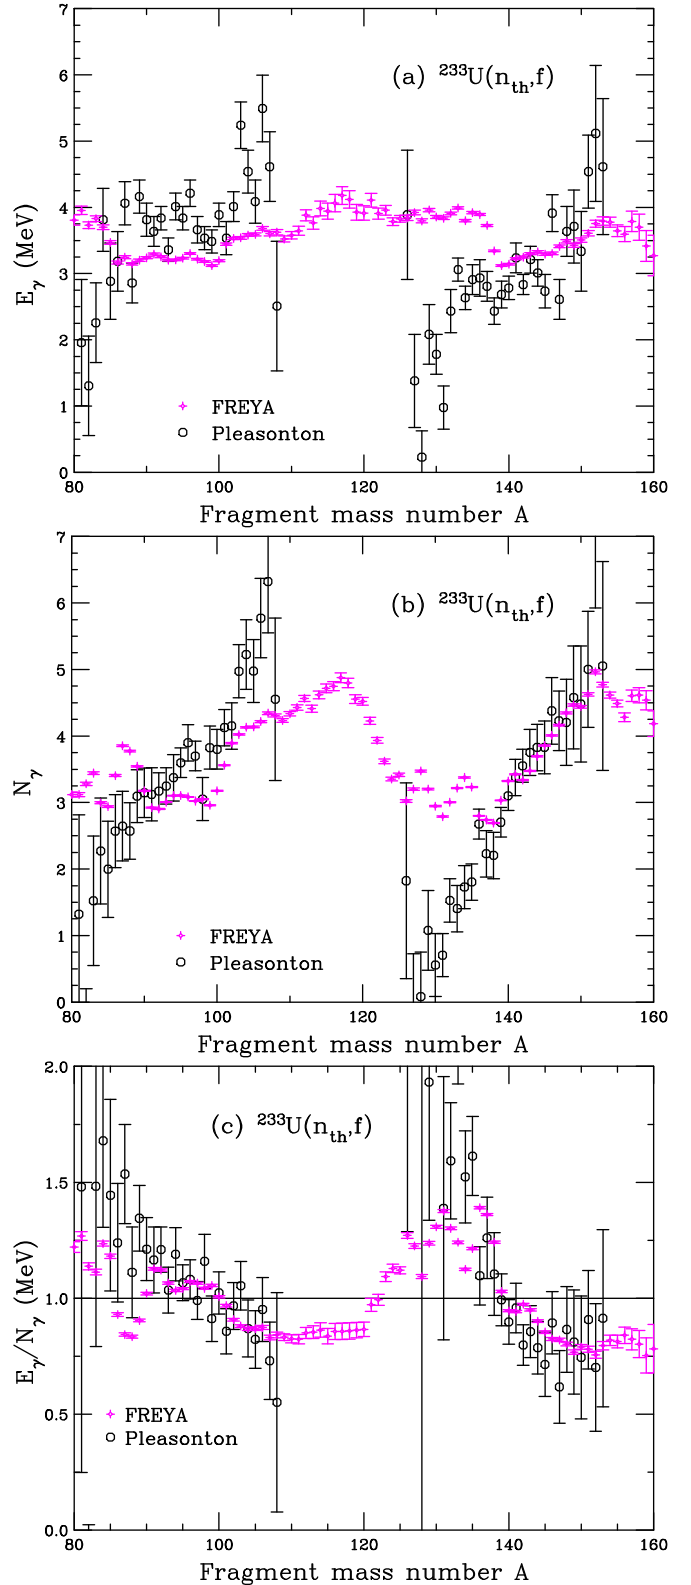 7
6
5
4
3
2
1
0
E_γ (MeV)
(a) ²³³U(n_th,f)
FREYA
Pleasonton
80 100 120 140 160
Fragment mass number A
7
6
5
4
3
2
1
0
N_γ
(b) ²³³U(n_th,f)
FREYA
Pleasonton
80 100 120 140 160
Fragment mass number A
2.0
1.5
1.0
0.5
0.0
E_γ/N_γ (MeV)
(c) ²³³U(n_th,f)
FREYA
Pleasonton
80 100 120 140 160
Fragment mass number A